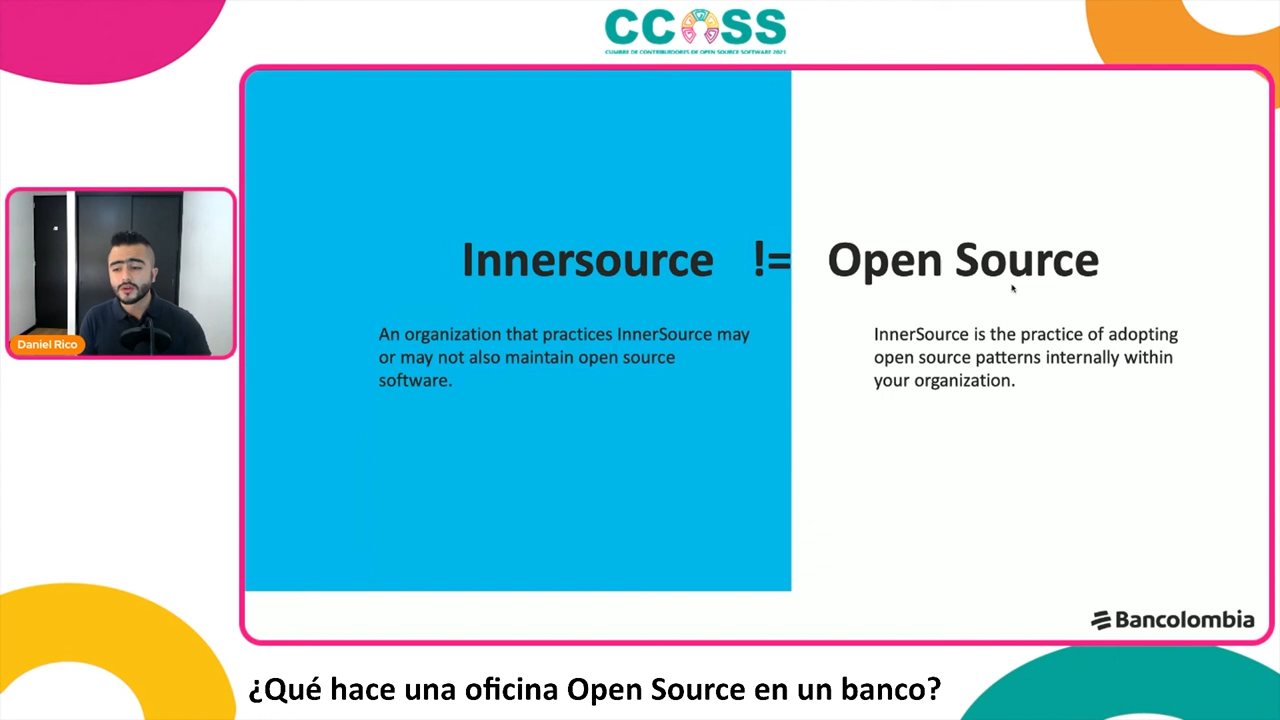 CCOSS
CUMBRE DE CONTRIBUIDORES DE OPEN SOURCE SOFTWARE 2021
Innersource != Open Source
An organization that practices InnerSource may
or may not also maintain open source
software.
InnerSource is the practice of adopting
open source patterns internally within
your organization.
Daniel Rico
Bancolombia
¿Qué hace una oficina Open Source en un banco?